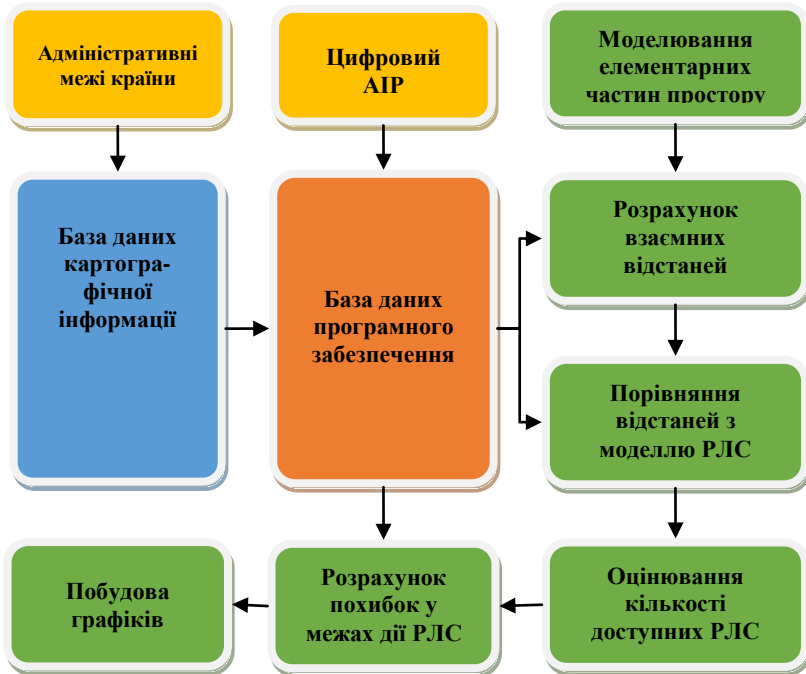 Адміністративні
межі країни
Цифровий
АІР
Моделювання
елементарних
частин простору
База даних
картогра-
фічної
інформації
База даних
програмного
забезпечення
Розрахунок
взаємних
відстаней
Порівняння
відстаней з
моделлю РЛС
Побудова
графіків
Розрахунок
похибок у
межах дії РЛС
Оцінювання
кількості
доступних РЛС